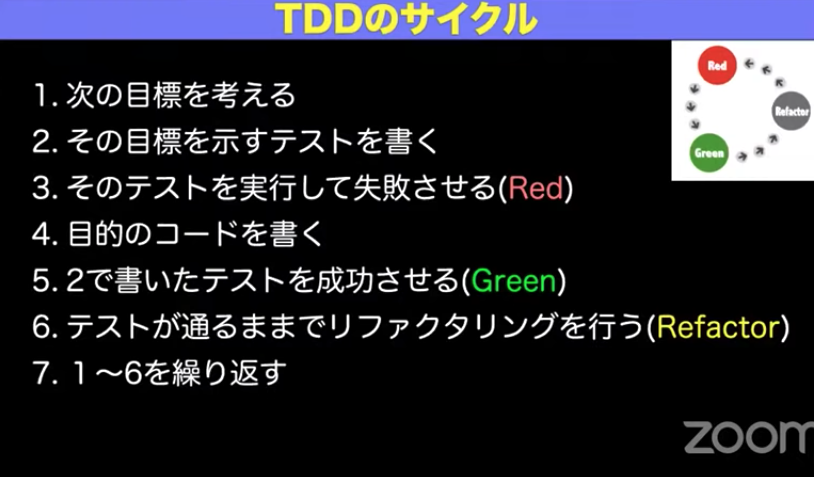 TDDのサイクル
1. 次の目標を考える
2. その目標を示すテストを書く
3. そのテストを実行して失敗させる(Red)
4. 目的のコードを書く
5. 2で書いたテストを成功させる(Green)
6. テストが通るままでリファクタリングを行う(Refactor)
7. １〜6を繰り返す
Red
Refactor
Green
zoom